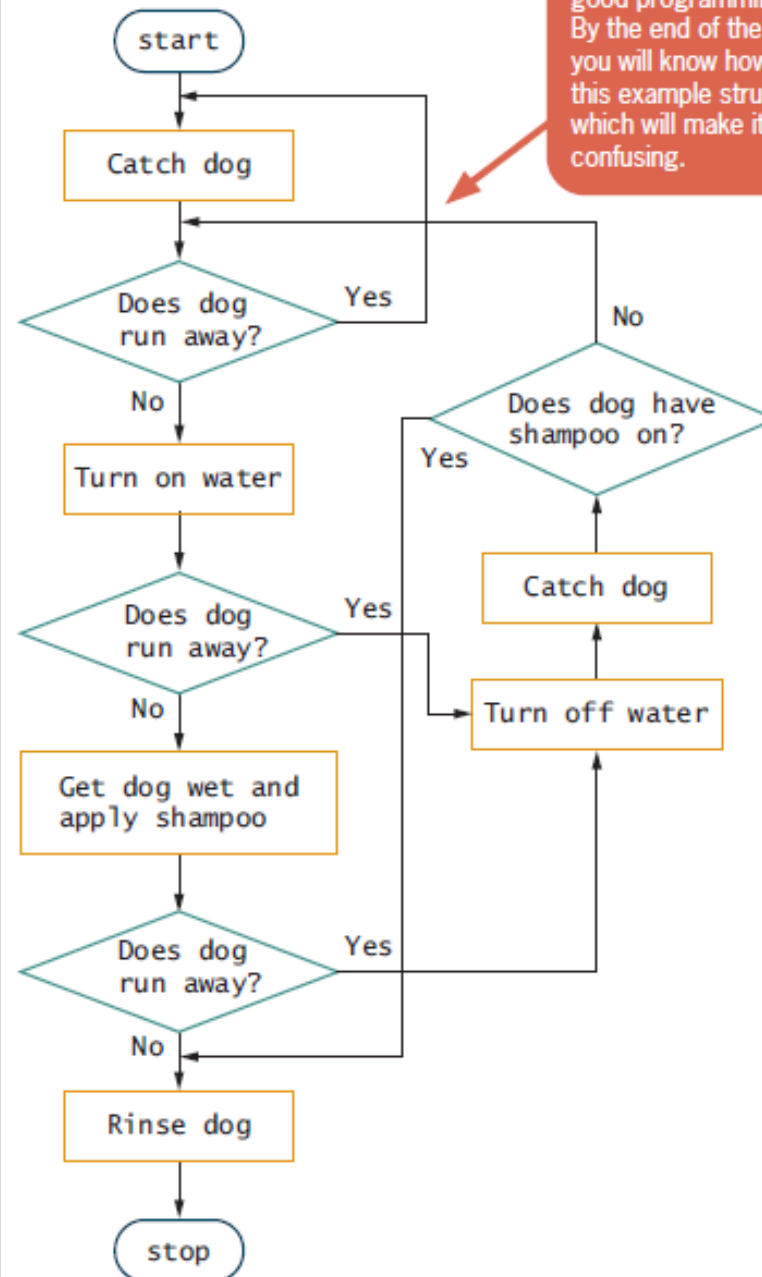 good programmin
By the end of the
you will know how
this example stru
which will make it
confusing.
start
Catch dog
Does dog
run away?
Yes
No
Turn on water
Does dog
run away?
Yes
No
Get dog wet and
apply shampoo
Does dog
run away?
Yes
No
Rinse dog
stop
No
Does dog have
shampoo on?
Yes
Catch dog
Turn off water